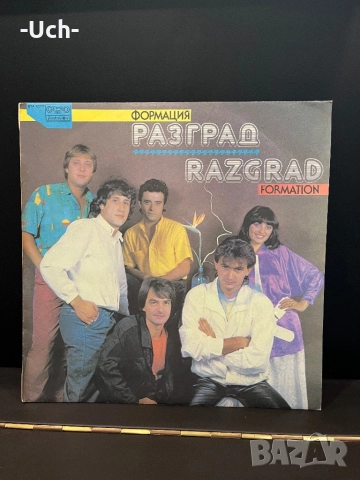 -Uch-
ФОРМАЦИЯ
РАЗГРАД
RAZGRAD
FORMATION
BAZAR